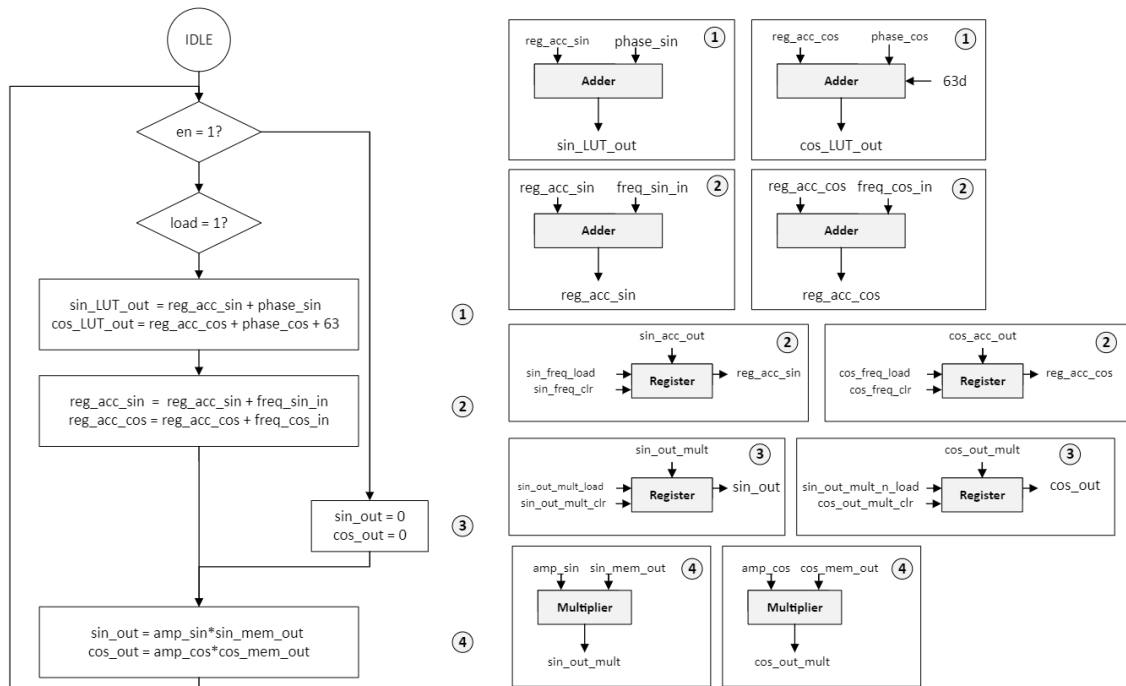 IDLE
en = 1?
load = 1?
sin_LUT_out = reg_acc_sin + phase_sin
cos_LUT_out = reg_acc_cos + phase_cos + 63
1
reg_acc_sin = reg_acc_sin + freq_sin_in
reg_acc_cos = reg_acc_cos + freq_cos_in
2
sin_out = 0
cos_out = 0
3
sin_out = amp_sin*sin_mem_out
cos_out = amp_cos*cos_mem_out
4
reg_acc_sin phase_sin 1
Adder
sin_LUT_out
reg_acc_cos phase_cos 1
Adder 63d
cos_LUT_out
reg_acc_sin freq_sin_in 2
Adder
reg_acc_sin
reg_acc_cos freq_cos_in 2
Adder
reg_acc_cos
sin_acc_out 2
sin_freq_load
sin_freq_clr
Register reg_acc_sin
cos_acc_out 2
cos_freq_load
cos_freq_clr
Register reg_acc_cos
sin_out_mult 3
sin_out_mult_load
sin_out_mult_clr
Register sin_out
cos_out_mult 3
sin_out_mult_n_load
cos_out_mult_clr
Register cos_out
amp_sin sin_mem_out 4
Multiplier
sin_out_mult
amp_cos cos_mem_out 4
Multiplier
cos_out_mult